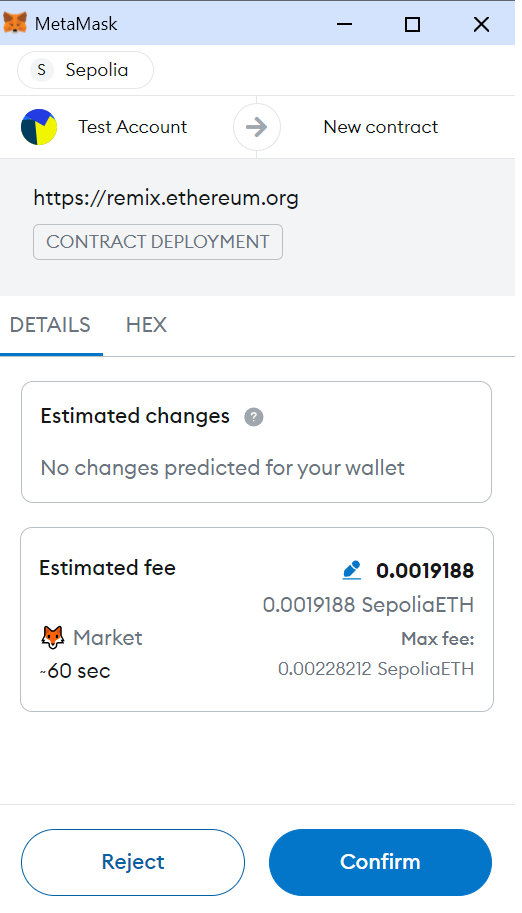 MetaMask
S Sepolia
Test Account New contract
https://remix.ethereum.org
CONTRACT DEPLOYMENT
DETAILS HEX
Estimated changes ?
No changes predicted for your wallet
Estimated fee 0.0019188
0.0019188 SepoliaETH
Market Max fee:
~60 sec 0.00228212 SepoliaETH
Reject Confirm